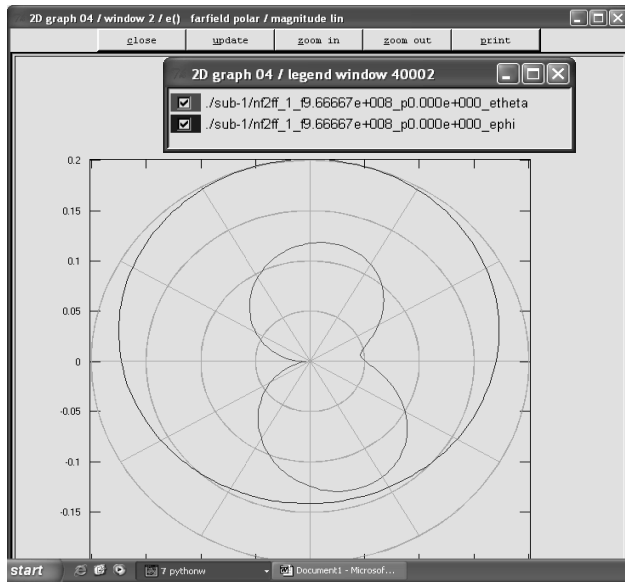 2D graph 04 / window 2 / e() farfield polar / magnitude lin
close update zoom in zoom out print
2D graph 04 / legend window 40002
./sub-1/nf2ff_1_f9.66667e+008_p0.000e+000_etheta
./sub-1/nf2ff_1_f9.66667e+008_p0.000e+000_ephi
0.2
0.15
0.1
0.05
0
-0.05
-0.1
-0.15
start 7 pythonw Document1 - Microsof...